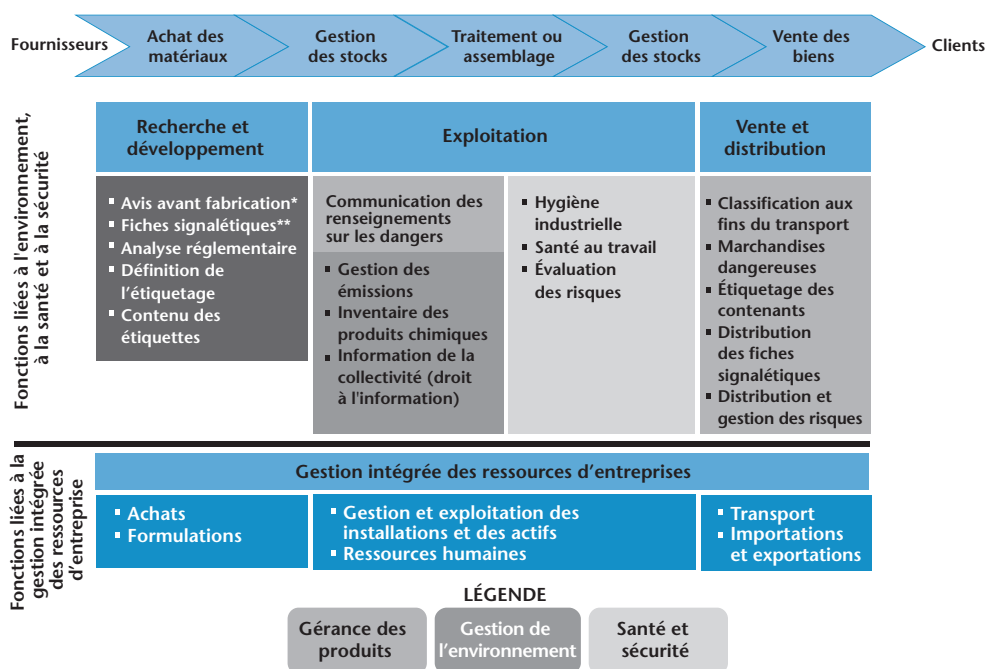 Fournisseurs
Achat des
matériaux
Gestion
des stocks
Traitement ou
assemblage
Gestion
des stocks
Vente des
biens
Clients
Fonctions liées à l'environnement,
à la santé et à la sécurité
Recherche et
développement
Exploitation
Vente et
distribution
▪ Avis avant fabrication*
▪ Fiches signalétiques**
▪ Analyse réglementaire
▪ Définition de
l’étiquetage
▪ Contenu des
étiquettes
Communication des
renseignements
sur les dangers
▪ Gestion des
émissions
▪ Inventaire des
produits chimiques
▪ Information de la
collectivité (droit
à l'information)
▪ Hygiène
industrielle
▪ Santé au travail
▪ Évaluation
des risques
▪ Classification aux
fins du transport
▪ Marchandises
dangereuses
▪ Étiquetage des
contenants
▪ Distribution
des fiches
signalétiques
▪ Distribution et
gestion des risques
Fonctions liées à la
gestion intégrée
des ressources
d’entreprise
Gestion intégrée des ressources d’entreprises
▪ Achats
▪ Formulations
▪ Gestion et exploitation des
installations et des actifs
▪ Ressources humaines
▪ Transport
▪ Importations
et exportations
LÉGENDE
Gérance des
produits
Gestion de
l’environnement
Santé et
sécurité